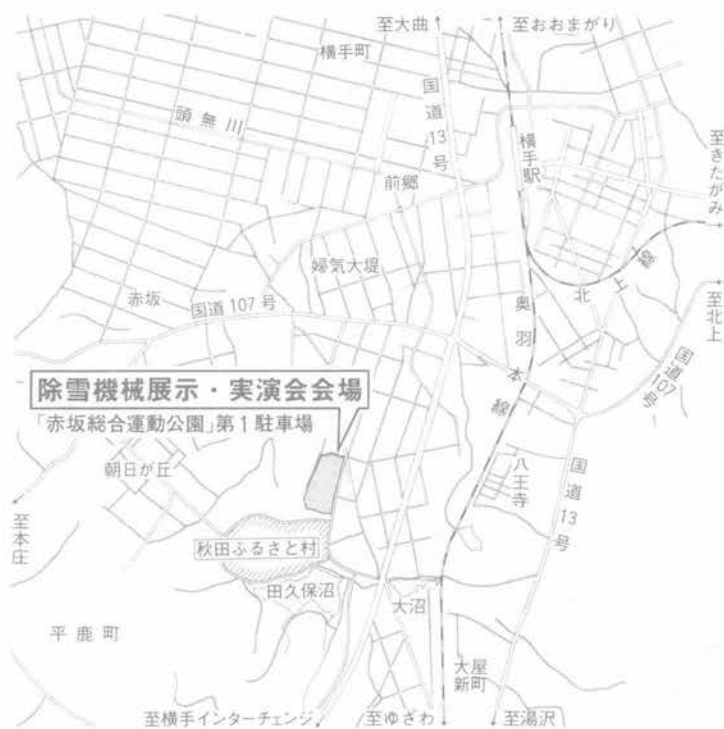 至大曲
至おおまがり
横手町
国道13号
頭無川
横手駅
至きたかみ
前郷
婦気大堤
北上線
至北上
赤坂
国道107号
奥羽本線
国道107号
除雪機械展示・実演会会場
「赤坂総合運動公園」第1駐車場
朝日が丘
八王寺
国道13号
至本庄
秋田ふるさと村
田久保沼
大沼
平鹿町
大屋
新町
至横手インターチェンジ
至ゆざわ
至湯沢